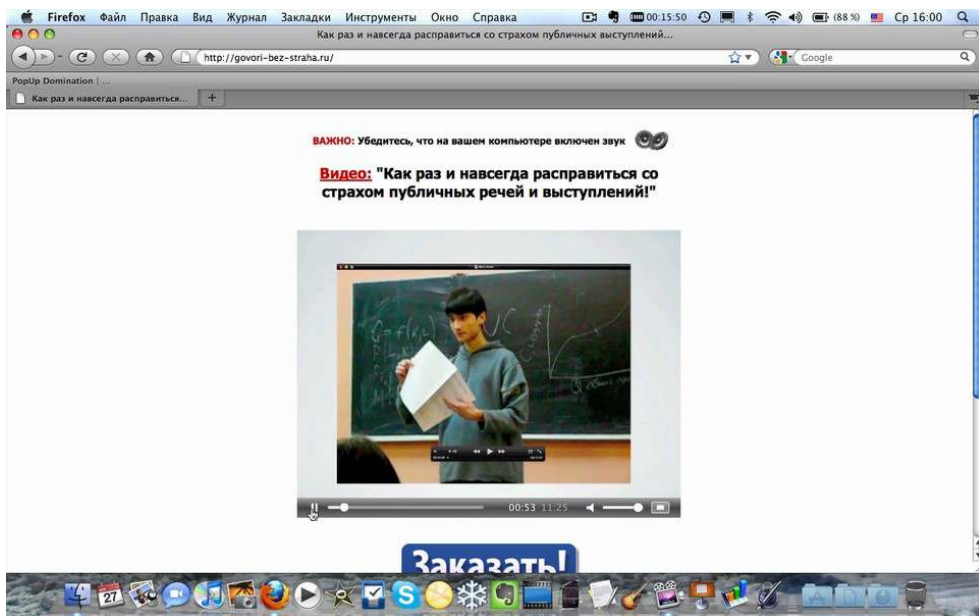 Firefox Файл Правка Вид Журнал Закладки Инструменты Окно Справка 00:15:50 (88 %) Ср 16:00
Как раз и навсегда расправиться со страхом публичных выступлений...
http://govori-bez-straha.ru/ Google
PopUp Domination | ...
Как раз и навсегда расправиться... +
ВАЖНО: Убедитесь, что на вашем компьютере включен звук
Видео: "Как раз и навсегда расправиться со
страхом публичных речей и выступлений!"
00:53 11:25
Заказать!
27